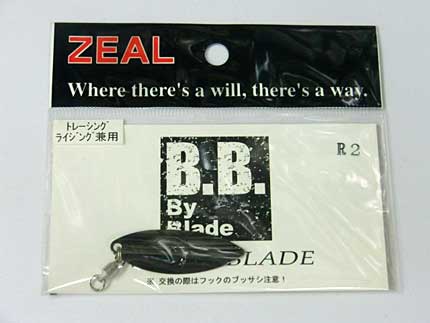 ZEAL
Where there's a will, there's a way.
トレーシング
ライジング兼用
R2
B.B.
By
Blade
BLADE
※ 交換の際はフックのブッサシ注意！